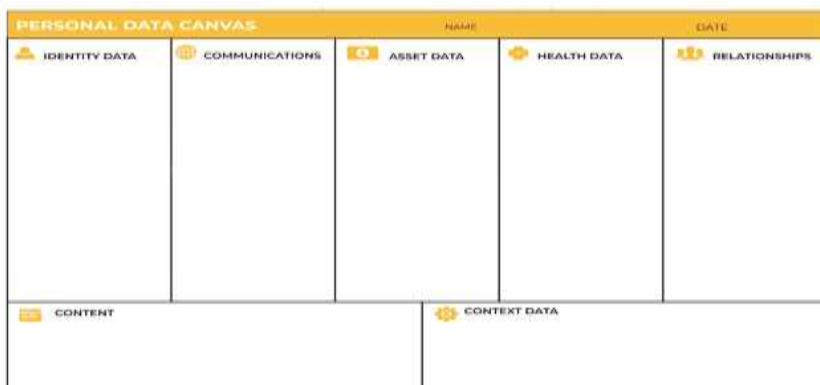 PERSONAL DATA CANVAS NAME DATE
IDENTITY DATA COMMUNICATIONS ASSET DATA HEALTH DATA RELATIONSHIPS
CONTENT CONTEXT DATA